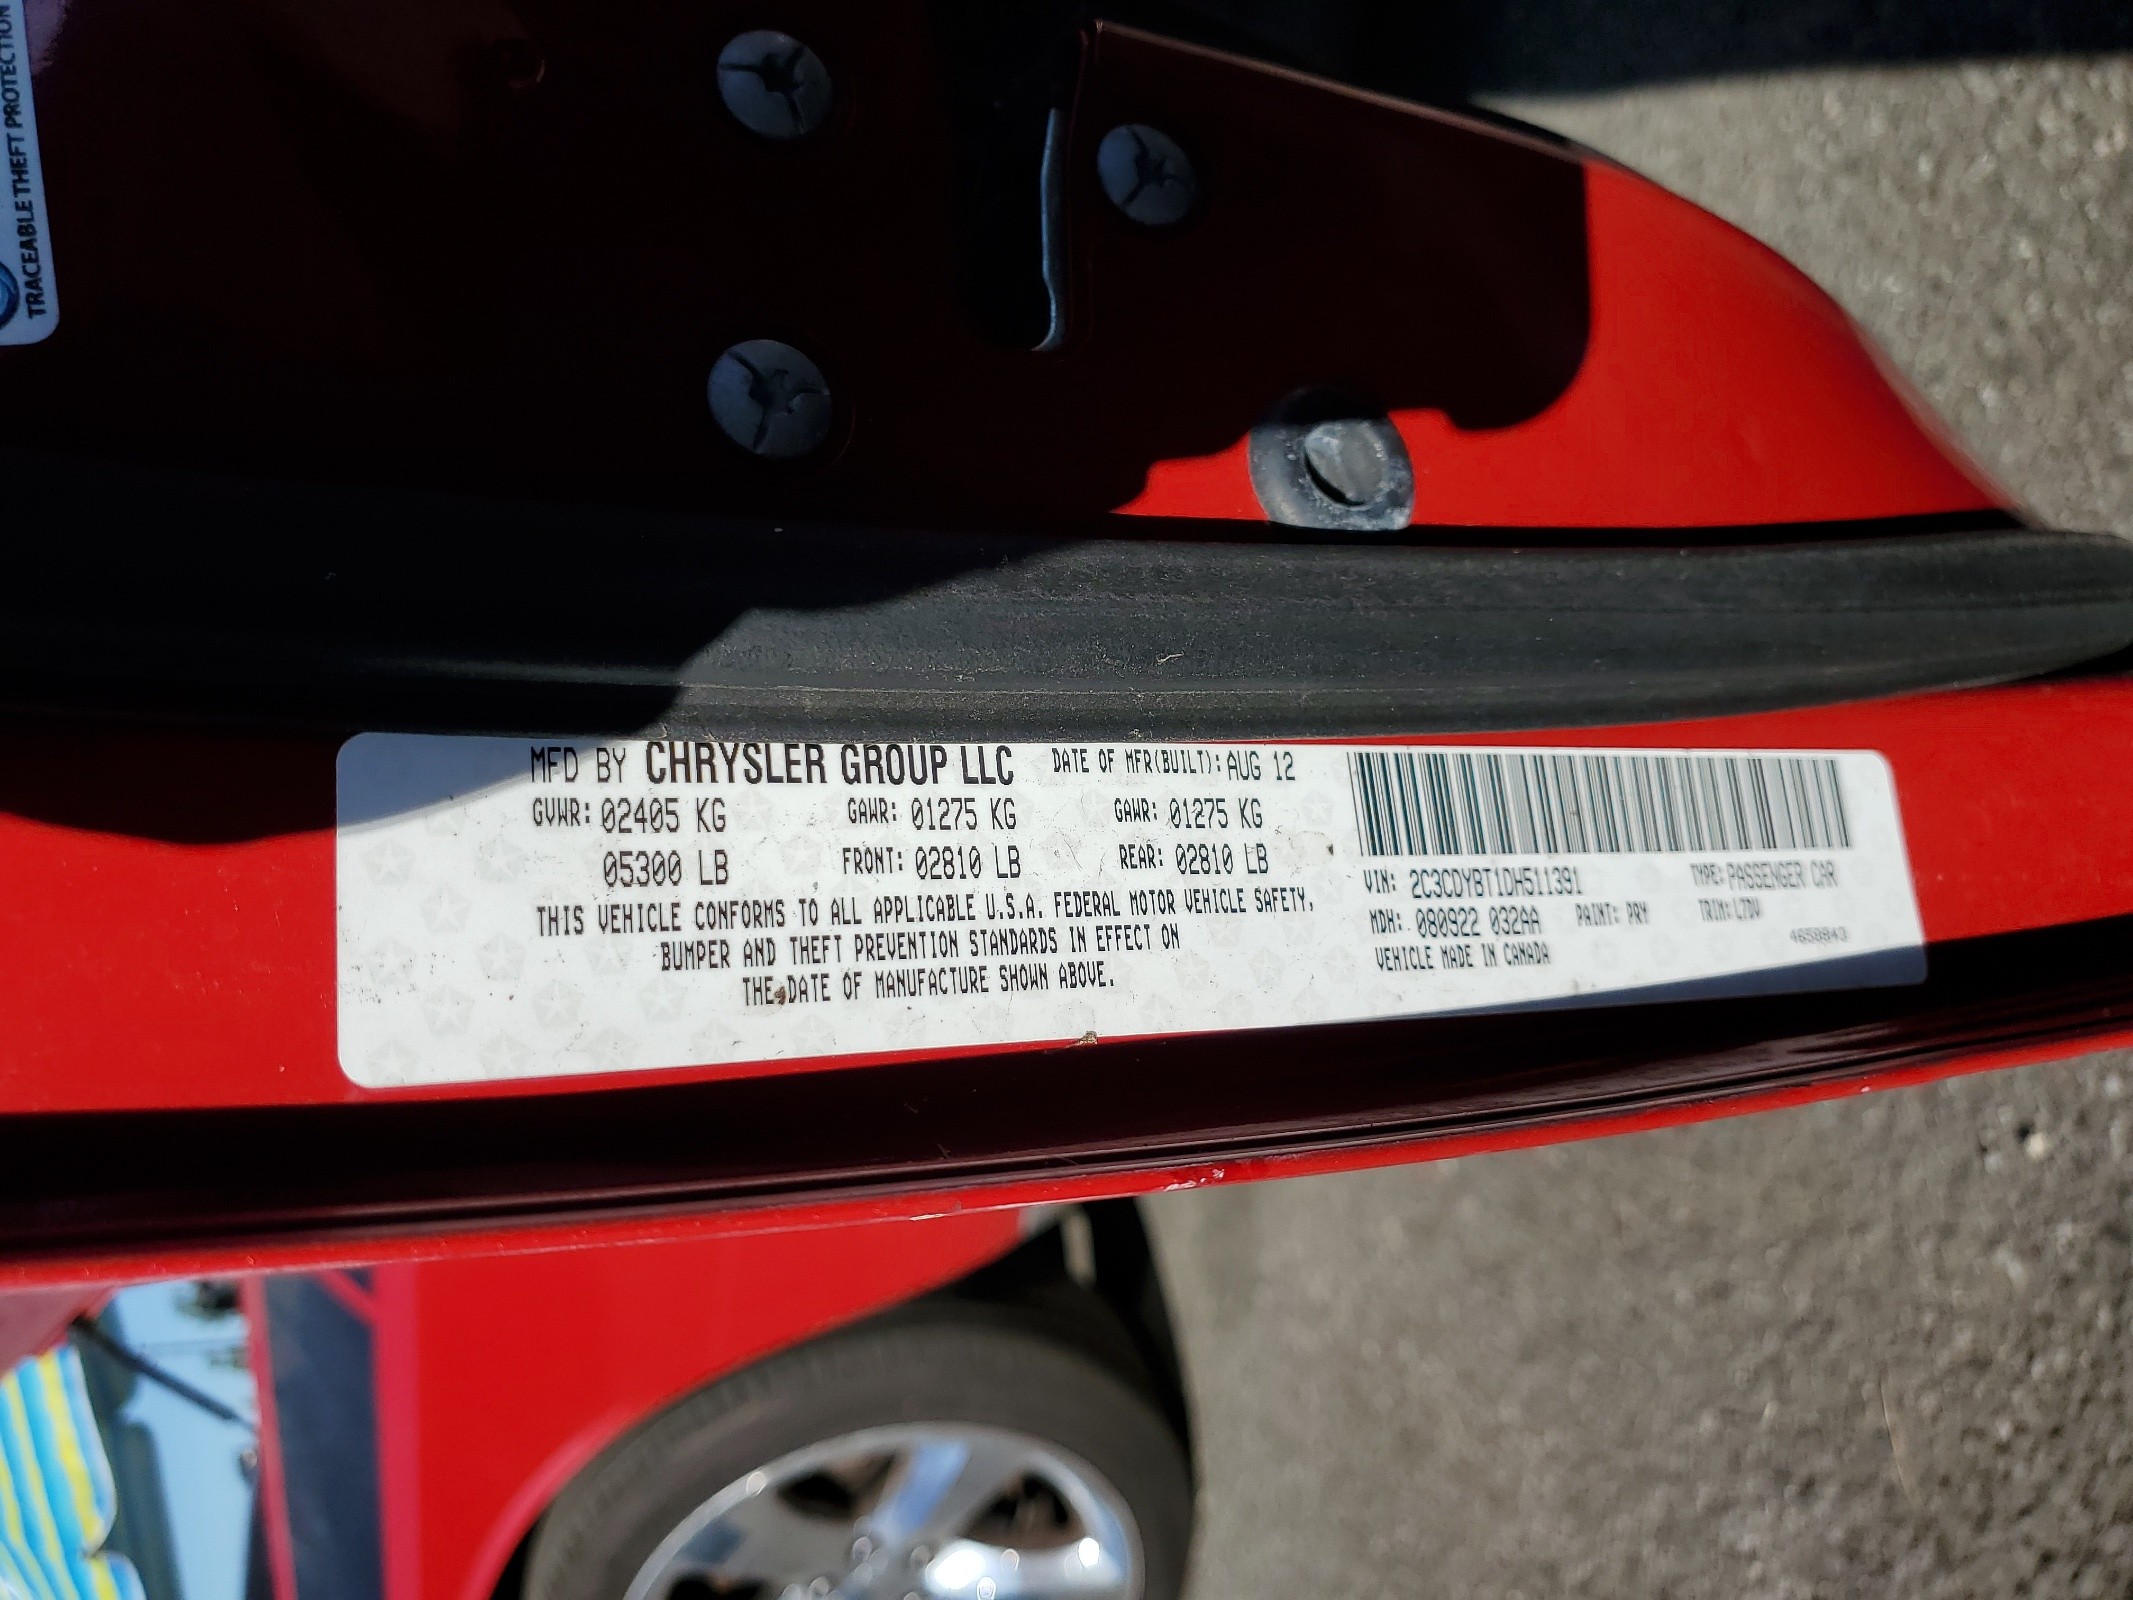 TRACEABLE THEFT PROTECTION
MFD BY CHRYSLER GROUP LLC DATE OF MFR(BUILT): AUG 12
GVWR: 02405 KG GAWR: 01275 KG GAWR: 01275 KG
05300 LB FRONT: 02810 LB REAR: 02810 LB
THIS VEHICLE CONFORMS TO ALL APPLICABLE U.S.A. FEDERAL MOTOR VEHICLE SAFETY,
BUMPER AND THEFT PREVENTION STANDARDS IN EFFECT ON
THE DATE OF MANUFACTURE SHOWN ABOVE.
VIN: 2C3CDYBT1DH511391 TYPE: PASSENGER CAR
MDH: 080922 032AA PAINT: PRY TRIM: L7DV
VEHICLE MADE IN CANADA 4658843